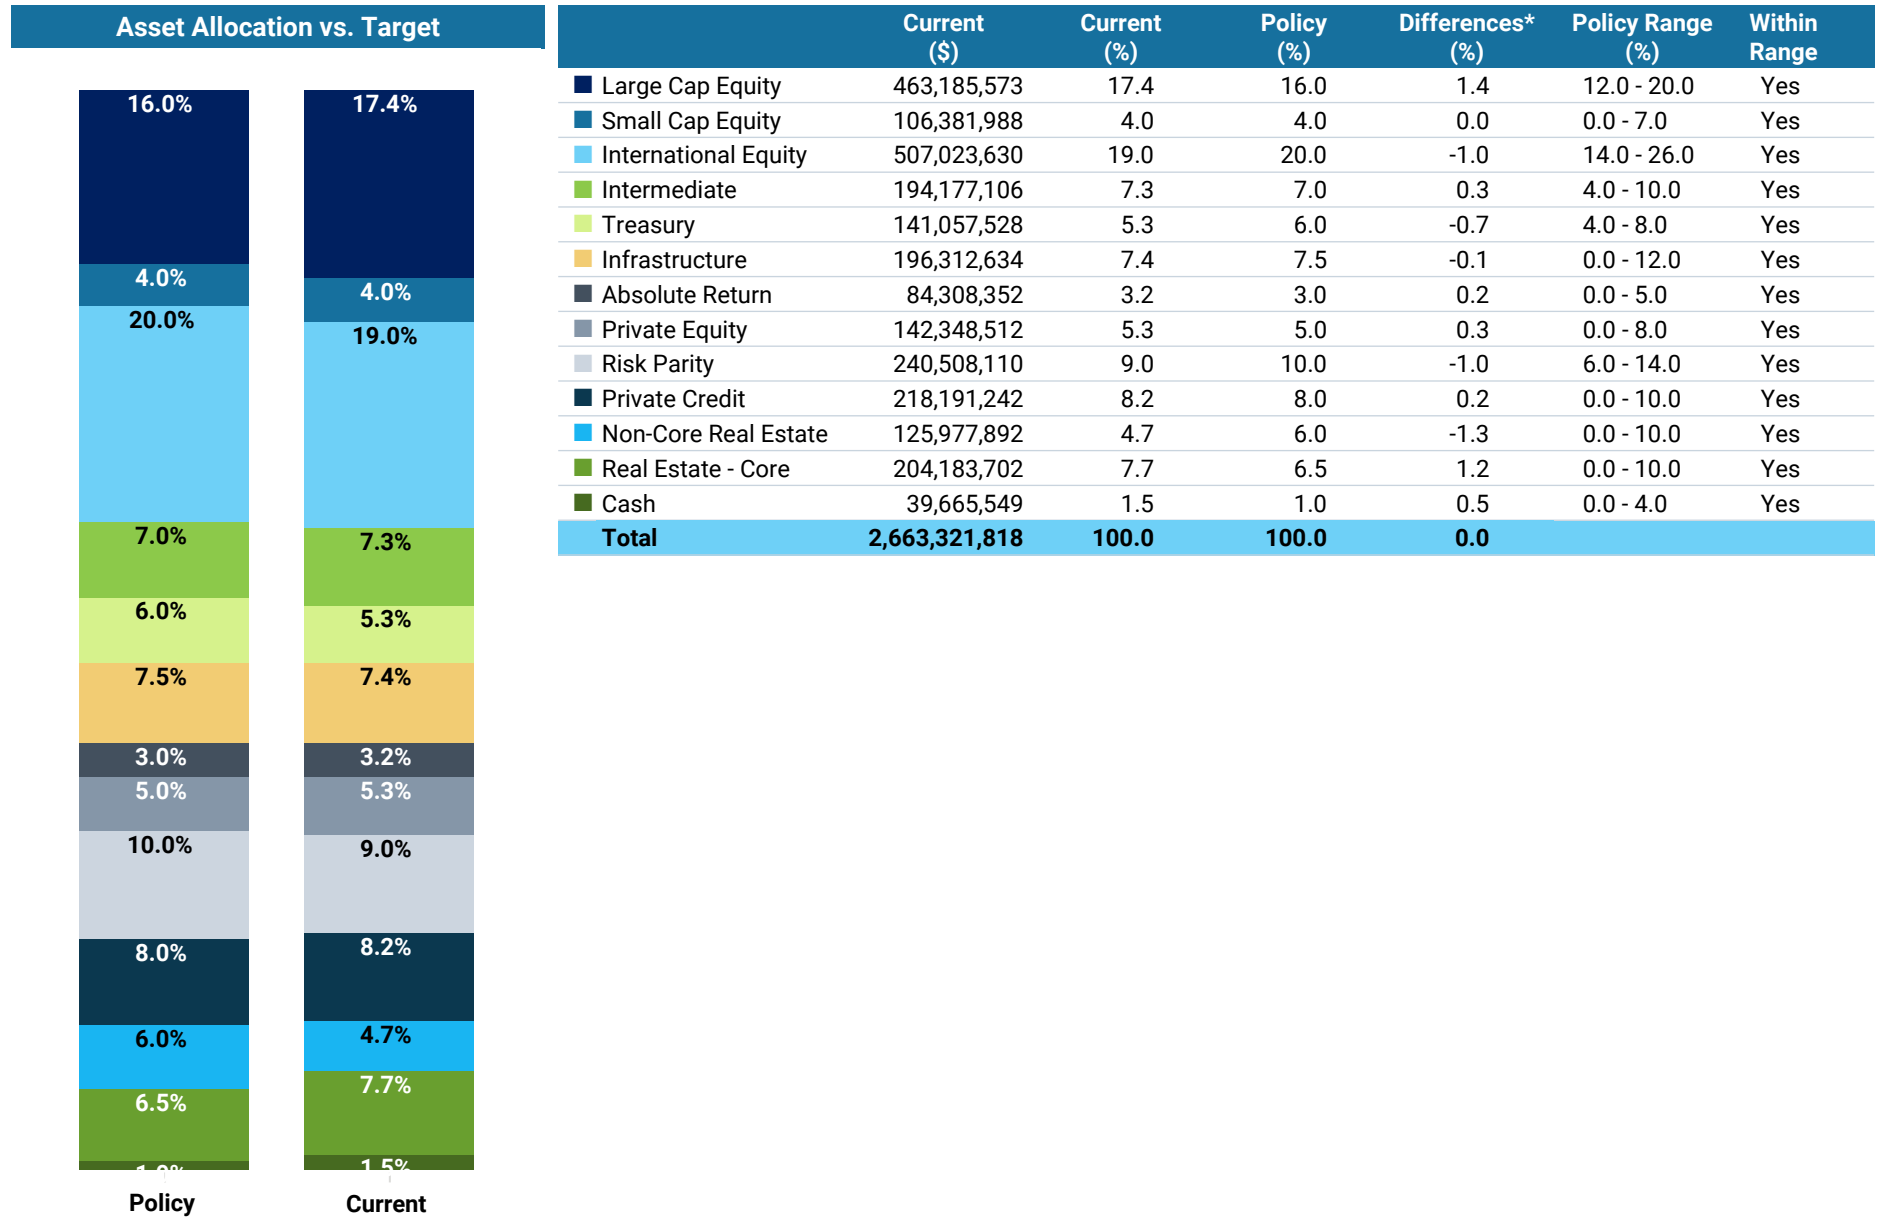 Asset Allocation vs. Target
16.0%
4.0%
20.0%
7.0%
6.0%
7.5%
3.0%
5.0%
10.0%
8.0%
6.0%
6.5%
1.0%
Policy
17.4%
4.0%
19.0%
7.3%
5.3%
7.4%
3.2%
5.3%
9.0%
8.2%
4.7%
7.7%
1.5%
Current
Current ($) Current (%) Policy (%) Differences* (%) Policy Range (%) Within Range
Large Cap Equity 463,185,573 17.4 16.0 1.4 12.0 - 20.0 Yes
Small Cap Equity 106,381,988 4.0 4.0 0.0 0.0 - 7.0 Yes
International Equity 507,023,630 19.0 20.0 -1.0 14.0 - 26.0 Yes
Intermediate 194,177,106 7.3 7.0 0.3 4.0 - 10.0 Yes
Treasury 141,057,528 5.3 6.0 -0.7 4.0 - 8.0 Yes
Infrastructure 196,312,634 7.4 7.5 -0.1 0.0 - 12.0 Yes
Absolute Return 84,308,352 3.2 3.0 0.2 0.0 - 5.0 Yes
Private Equity 142,348,512 5.3 5.0 0.3 0.0 - 8.0 Yes
Risk Parity 240,508,110 9.0 10.0 -1.0 6.0 - 14.0 Yes
Private Credit 218,191,242 8.2 8.0 0.2 0.0 - 10.0 Yes
Non-Core Real Estate 125,977,892 4.7 6.0 -1.3 0.0 - 10.0 Yes
Real Estate - Core 204,183,702 7.7 6.5 1.2 0.0 - 10.0 Yes
Cash 39,665,549 1.5 1.0 0.5 0.0 - 4.0 Yes
Total 2,663,321,818 100.0 100.0 0.0